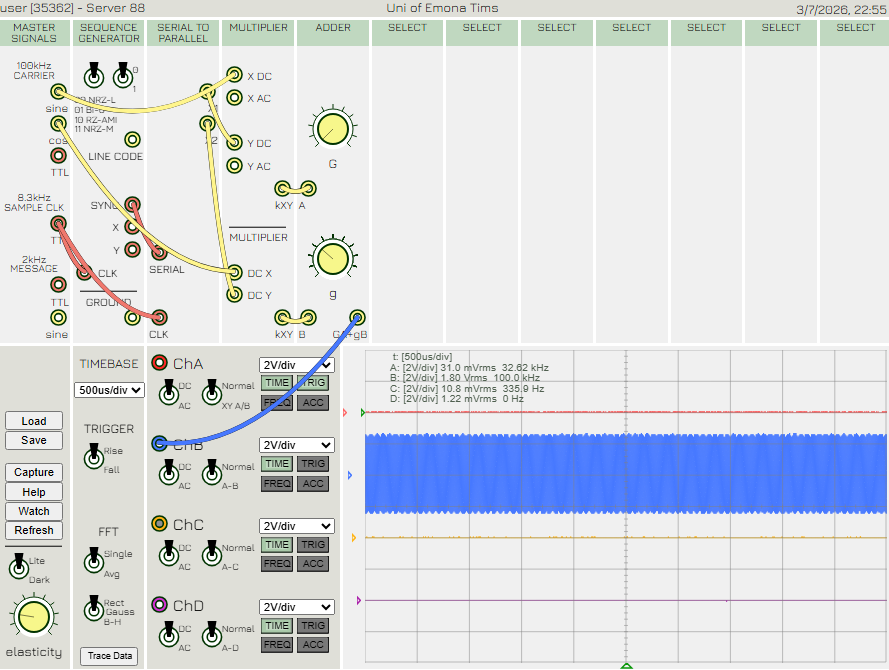 user [35362] - Server 88
Uni of Emona Tims
3/7/2026, 22:55
MASTER SIGNALS
SEQUENCE GENERATOR
SERIAL TO PARALLEL
MULTIPLIER
ADDER
SELECT
SELECT
SELECT
SELECT
SELECT
SELECT
SELECT
100kHz
CARRIER
sine
cos
TTL
8.3kHz
SAMPLE CLK
2kHz
MESSAGE
TTL
sine
0
1
NRZ-L
01
10 RZ-AMI
11 NRZ-M
LINE CODE
SYNC
X
Y
CLK
GROUND
SERIAL
CLK
X DC
X AC
Y DC
Y AC
kXY
A
MULTIPLIER
DC X
DC Y
kXY
B
G
g
GA+gB
Load
Save
Capture
Help
Watch
Refresh
Lite
Dark
elasticity
TIMEBASE
500us/div
TRIGGER
Rise
Fall
FFT
Single
Avg
Rect
Gauss
B-H
Trace Data
ChA
2V/div
DC
AC
Normal
XY A/B
TIME
TRIG
FREQ
ACC
ChB
2V/div
DC
AC
Normal
A-B
TIME
TRIG
FREQ
ACC
ChC
2V/div
DC
AC
Normal
A-C
TIME
TRIG
FREQ
ACC
ChD
2V/div
DC
AC
Normal
A-D
TIME
TRIG
FREQ
ACC
t: [500us/div]
A: [2V/div] 31.0 mVrms 32.62 kHz
B: [2V/div] 1.80 Vrms 100.0 kHz
C: [2V/div] 10.8 mVrms 335.9 Hz
D: [2V/div] 1.22 mVrms 0 Hz